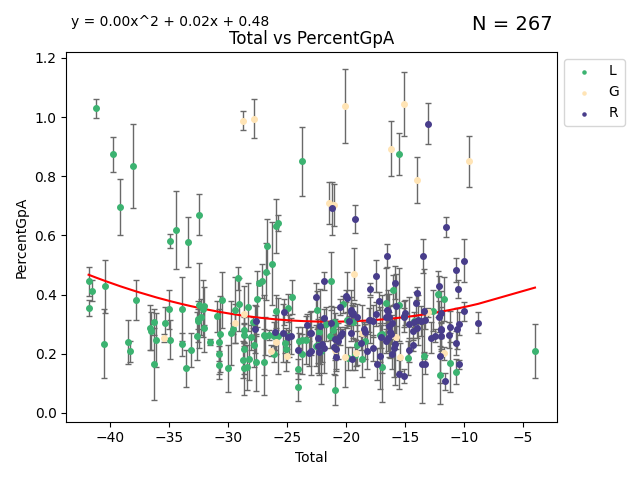 y = 0.00x^2 + 0.02x + 0.48
N = 267
Total vs PercentGpA
L
G
R
PercentGpA
1.2
1.0
0.8
0.6
0.4
0.2
0.0
−40 −35 −30 −25 −20 −15 −10 −5
Total